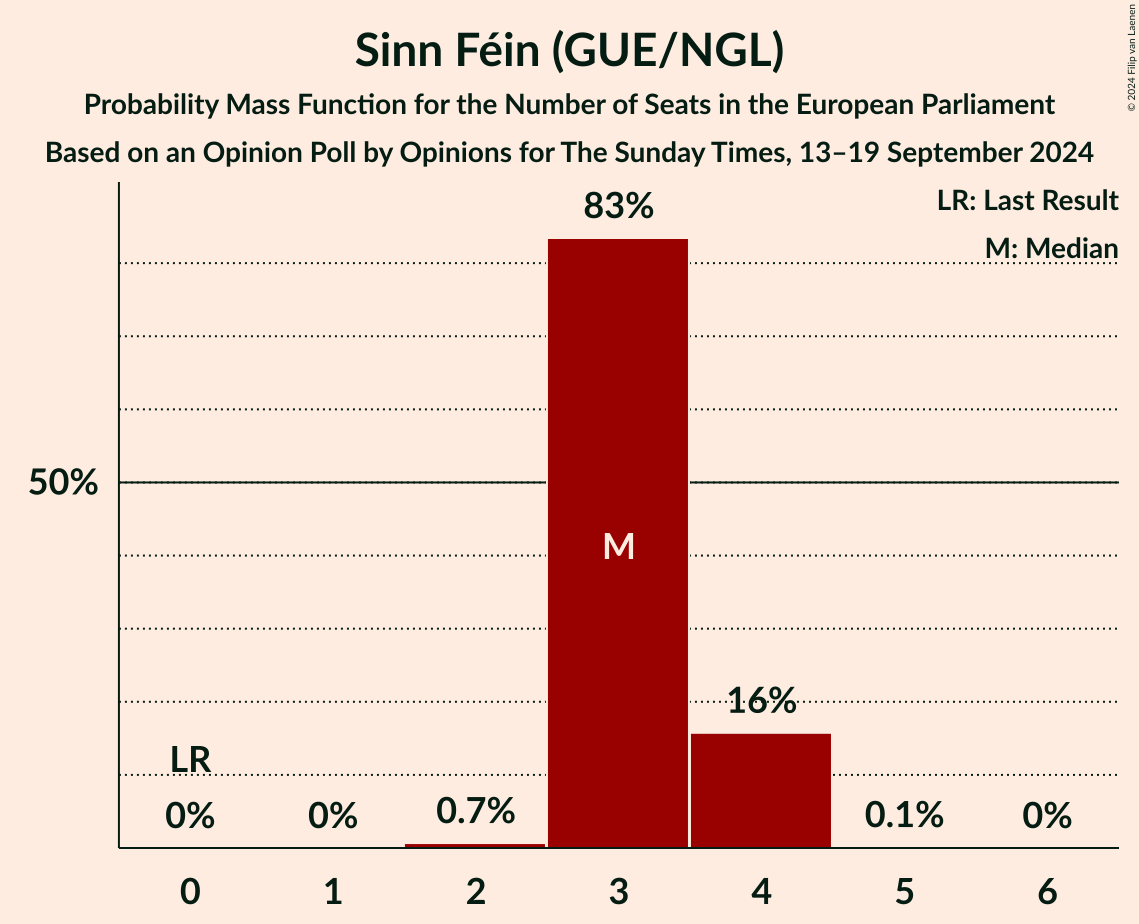 Sinn Féin (GUE/NGL)
Probability Mass Function for the Number of Seats in the European Parliament
Based on an Opinion Poll by Opinions for The Sunday Times, 13–19 September 2024
© 2024 Filip van Laenen
LR: Last Result
M: Median
83%
50%
M
16%
LR
0%
0%
0.7%
0.1%
0%
0
1
2
3
4
5
6